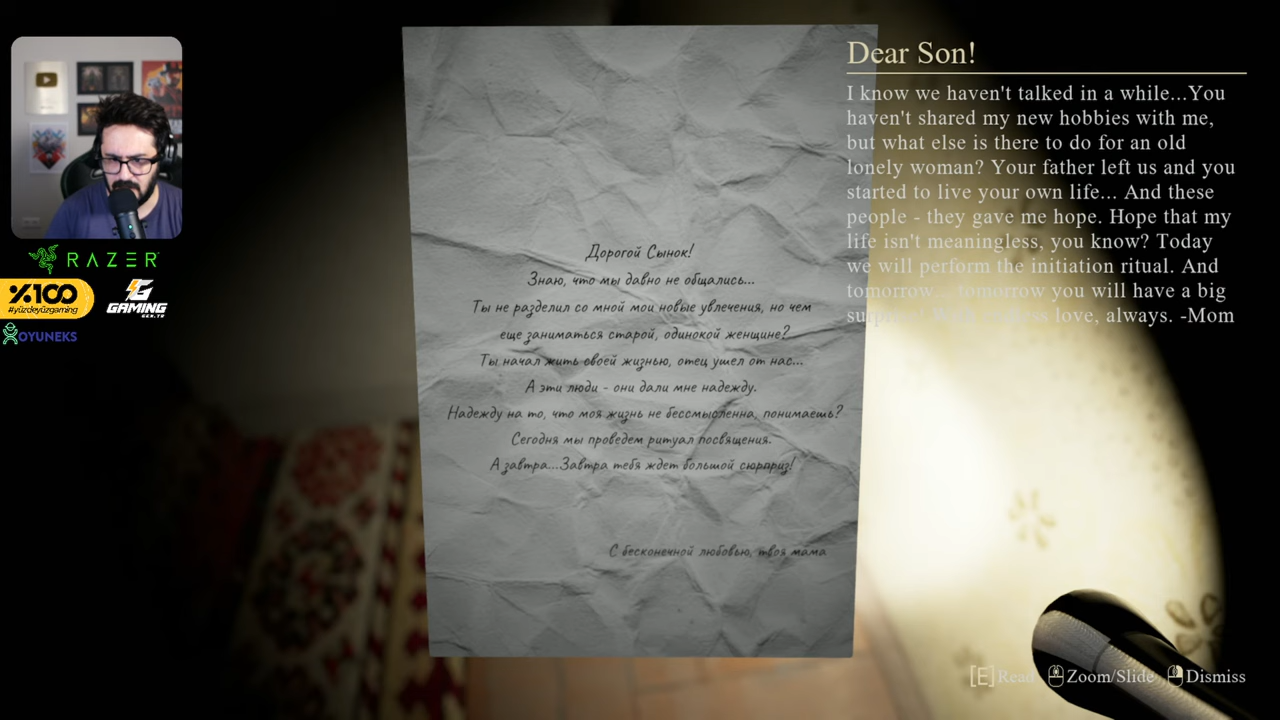 RAZER
%100
#yüzdeyüzgaming
GAMING
GEN.TR
OYUNEKS
Дорогой Сынок!
Знаю, что мы давно не общались...
Ты не разделил со мной мои новые увлечения, но чем
еще заниматься старой, одинокой женщине?
Ты начал жить своей жизнью, отец ушел от нас...
А эти люди - они дали мне надежду.
Надежду на то, что моя жизнь не бессмысленна, понимаешь?
Сегодня мы проведем ритуал посвящения.
А завтра...Завтра тебя ждет большой сюрприз!
С бесконечной любовью, твоя мама
Dear Son!
I know we haven't talked in a while...You
haven't shared my new hobbies with me,
but what else is there to do for an old
lonely woman? Your father left us and you
started to live your own life... And these
people - they gave me hope. Hope that my
life isn't meaningless, you know? Today
we will perform the initiation ritual. And
tomorrow... tomorrow you will have a big
love, always. -Mom
[E]Read
Zoom/Slide
Dismiss